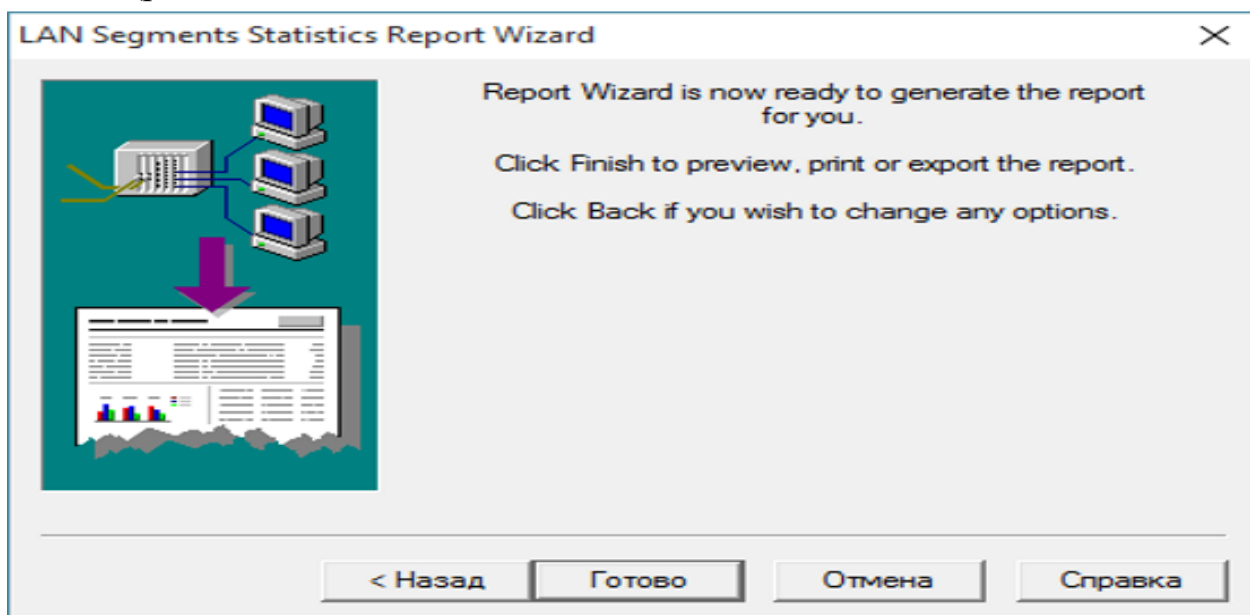 LAN Segments Statistics Report Wizard
Report Wizard is now ready to generate the report
for you.
Click Finish to preview, print or export the report.
Click Back if you wish to change any options.
< Назад
Готово
Отмена
Справка